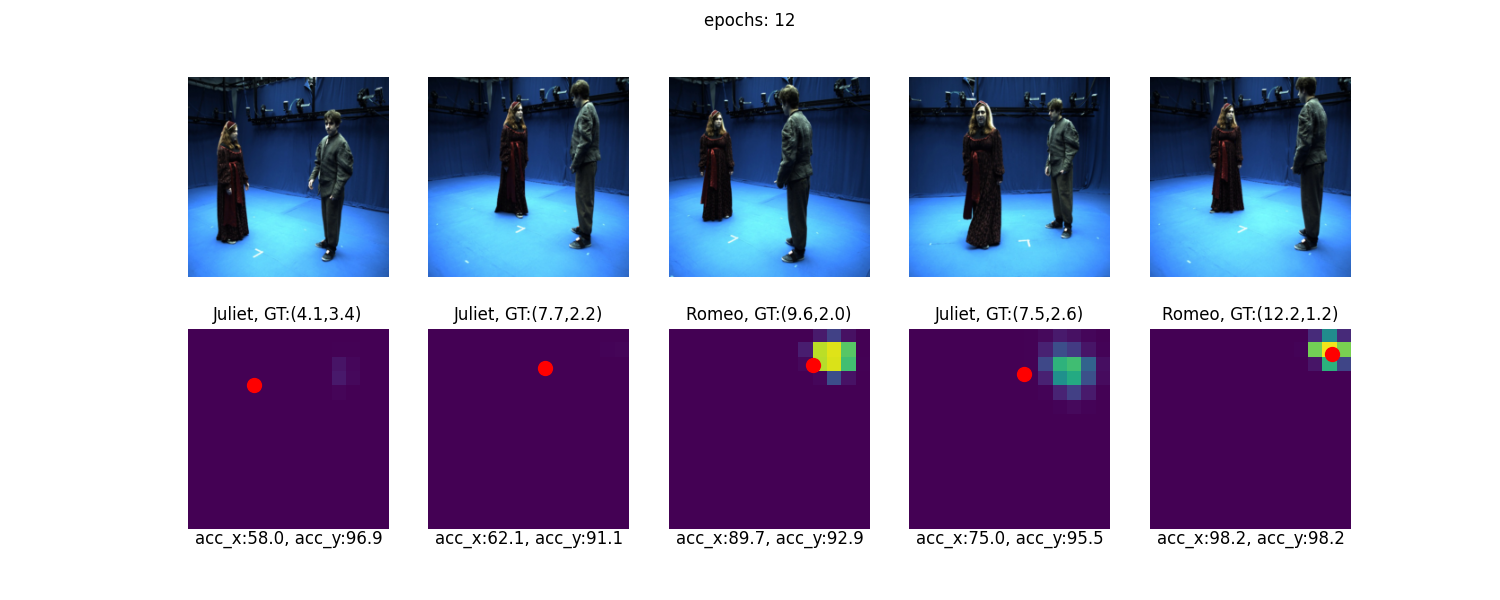 epochs: 12
Juliet, GT:(4.1,3.4)
Juliet, GT:(7.7,2.2)
Romeo, GT:(9.6,2.0)
Juliet, GT:(7.5,2.6)
Romeo, GT:(12.2,1.2)
acc_x:58.0, acc_y:96.9
acc_x:62.1, acc_y:91.1
acc_x:89.7, acc_y:92.9
acc_x:75.0, acc_y:95.5
acc_x:98.2, acc_y:98.2